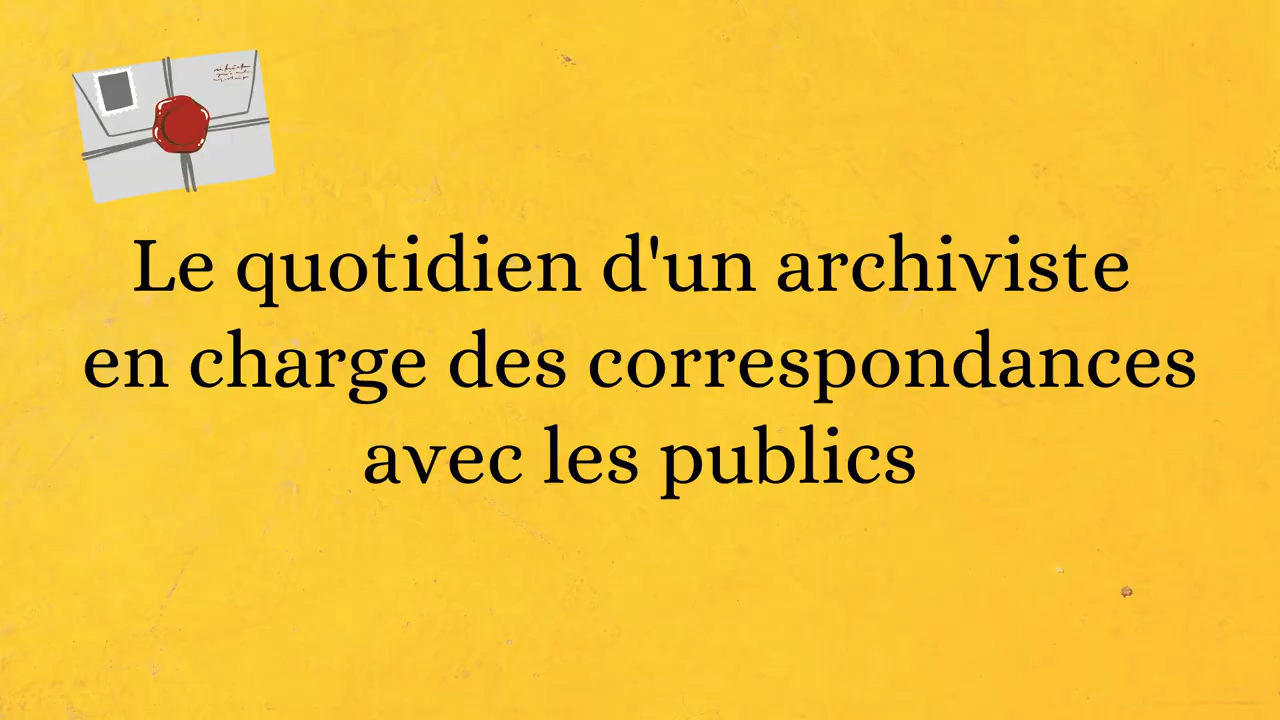 Le quotidien d'un archiviste
en charge des correspondances
avec les publics